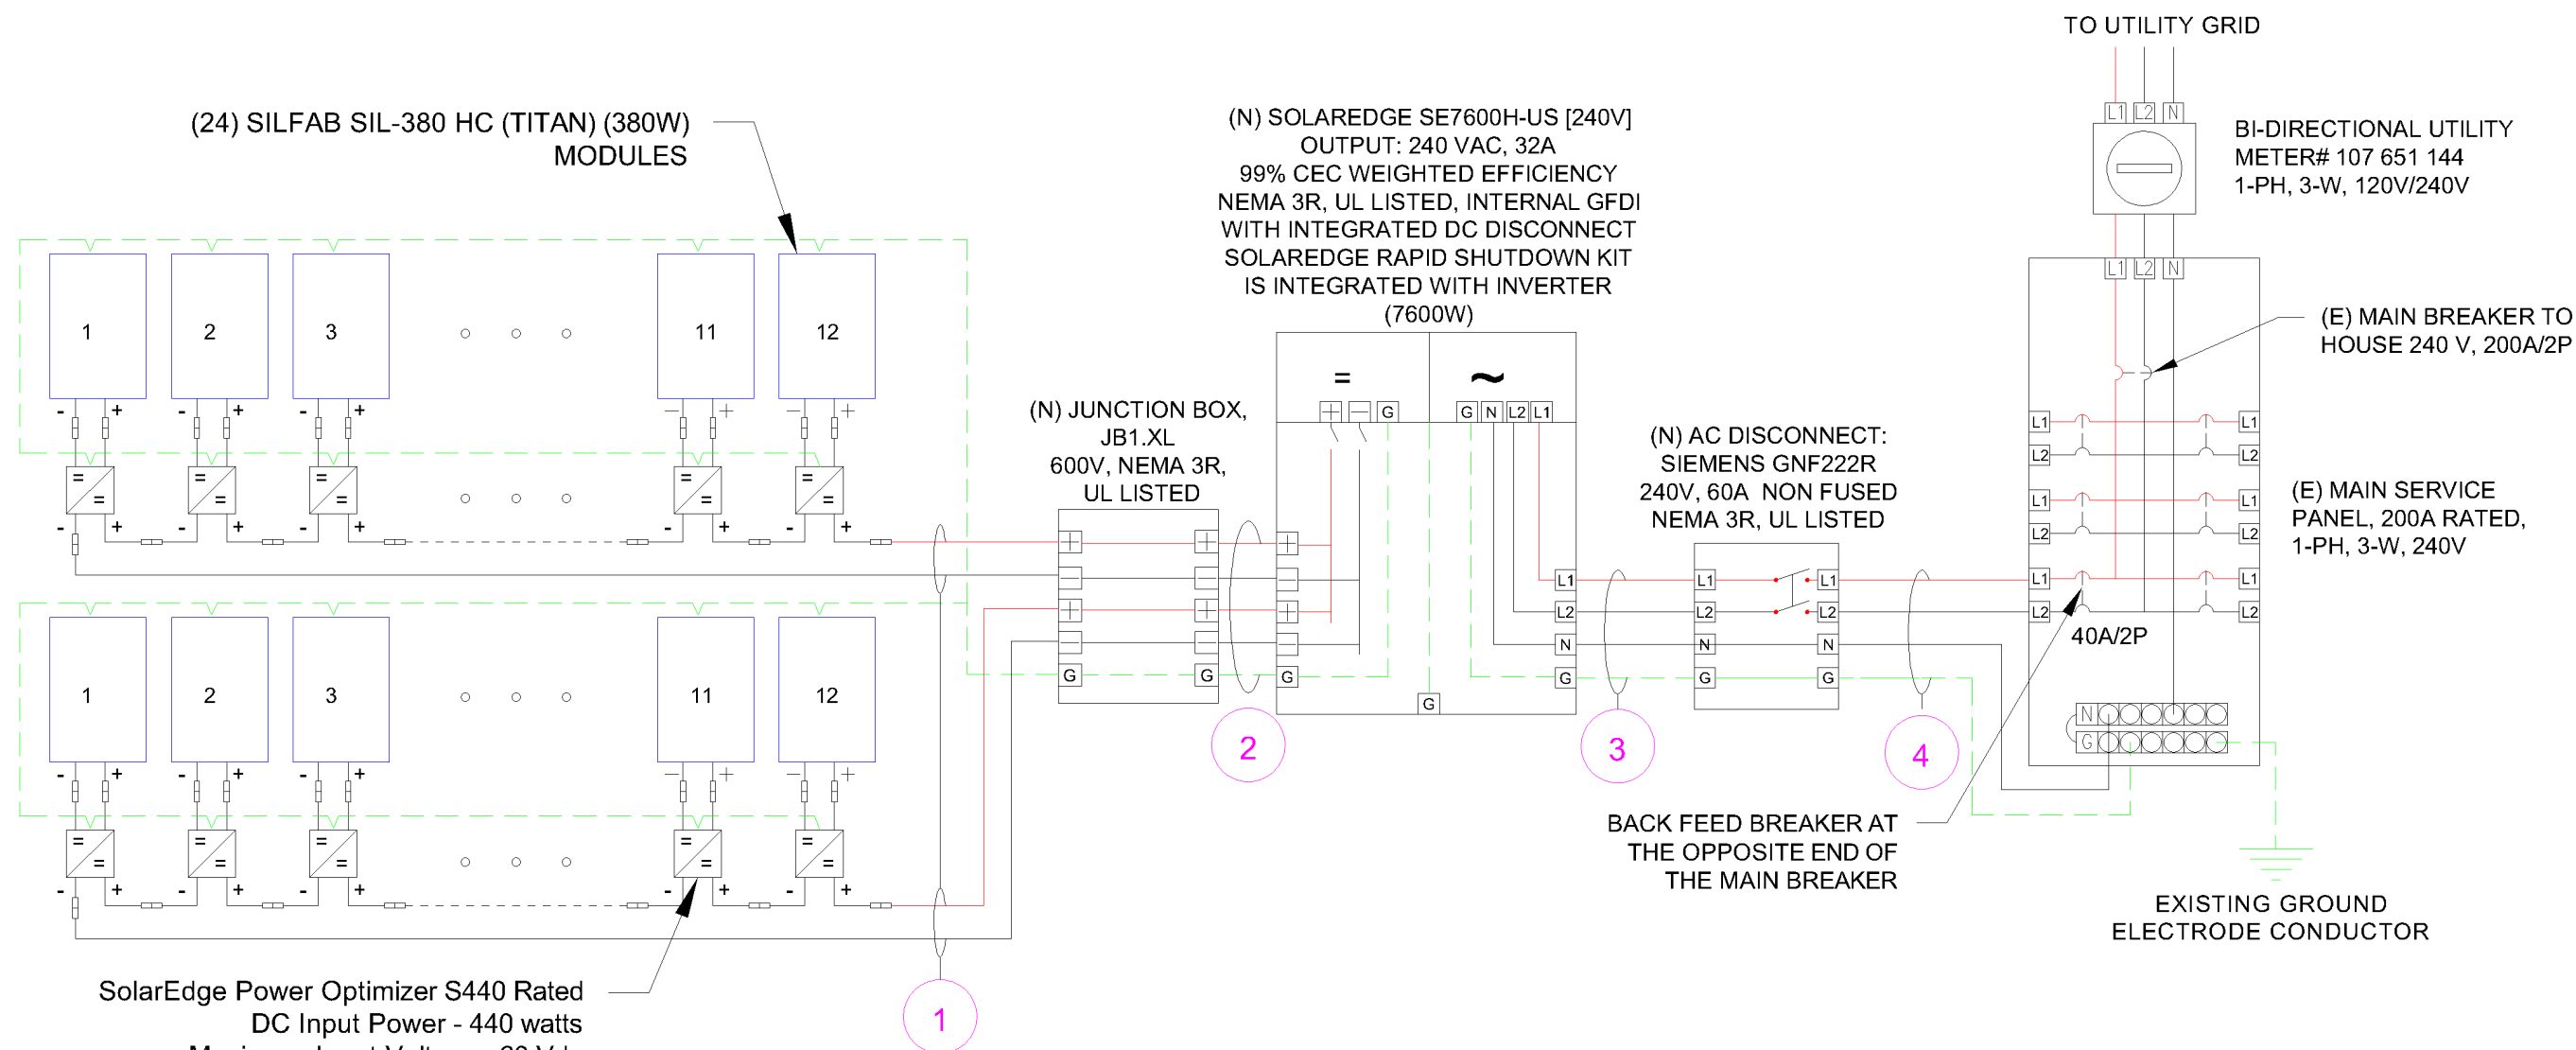 TO UTILITY GRID
(24) SILFAB SIL-380 HC (TITAN) (380W)
MODULES
(N) SOLAREDGE SE7600H-US [240V]
OUTPUT: 240 VAC, 32A
99% CEC WEIGHTED EFFICIENCY
NEMA 3R, UL LISTED, INTERNAL GFDI
WITH INTEGRATED DC DISCONNECT
SOLAREDGE RAPID SHUTDOWN KIT
IS INTEGRATED WITH INVERTER
(7600W)
L1 L2 N
BI-DIRECTIONAL UTILITY
METER# 107 651 144
1-PH, 3-W, 120V/240V
L1 L2 N
(E) MAIN BREAKER TO
HOUSE 240 V, 200A/2P
1 2 3 11 12
- + - + - + - + - +
= =
= =
= =
= =
= =
- + - + - + - + - +
(N) JUNCTION BOX,
JB1.XL
600V, NEMA 3R,
UL LISTED
+ +
- -
+ +
- -
G G
= ~
+ - G G N L2 L1
+
-
+
-
G
G
L1
L2
N
G
(N) AC DISCONNECT:
SIEMENS GNF222R
240V, 60A NON FUSED
NEMA 3R, UL LISTED
L1 L1
L2 L2
N N
G G
L1 L1
L2 L2
L1 L1
L2 L2
L1 L1
L2 L2
40A/2P
N
G
(E) MAIN SERVICE
PANEL, 200A RATED,
1-PH, 3-W, 240V
1 2 3 11 12
- + - + - + - + - +
= =
= =
= =
= =
= =
- + - + - + - + - +
2
3
4
BACK FEED BREAKER AT
THE OPPOSITE END OF
THE MAIN BREAKER
EXISTING GROUND
ELECTRODE CONDUCTOR
SolarEdge Power Optimizer S440 Rated
DC Input Power - 440 watts
1